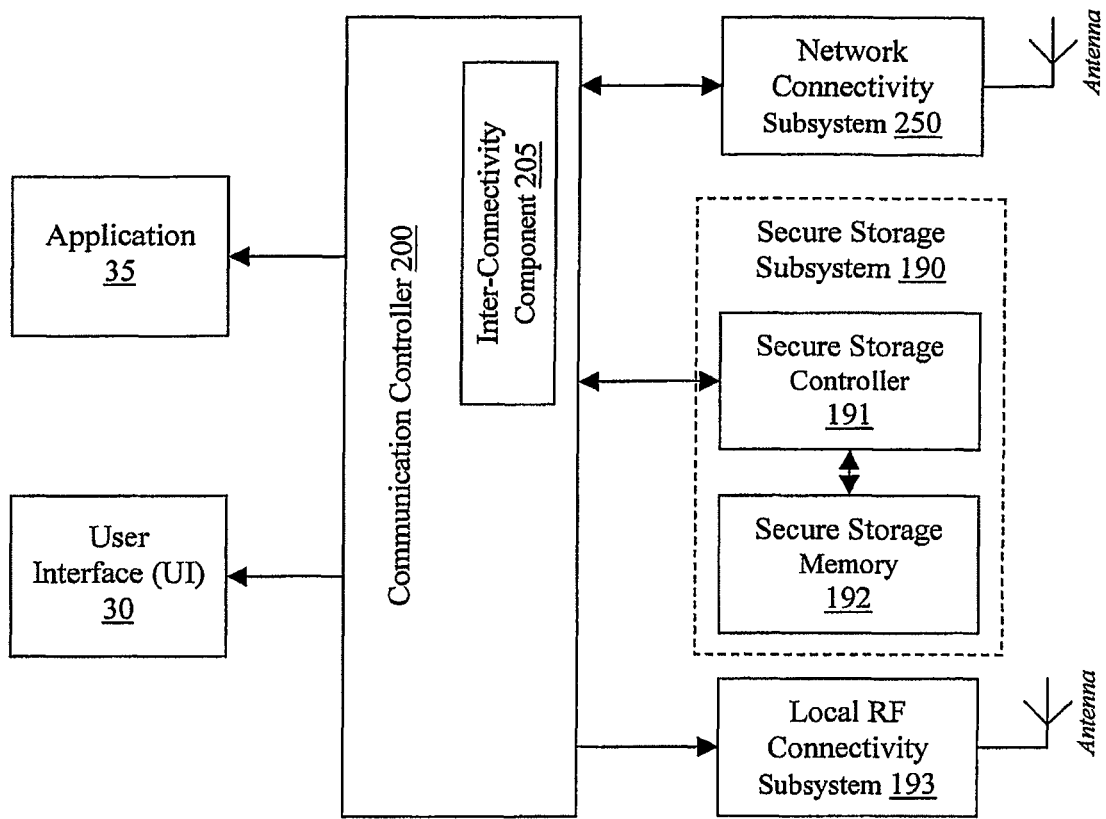 Application
35
User
Interface (UI)
30
Communication Controller 200
Inter-Connectivity
Component 205
Network
Connectivity
Subsystem 250
Antenna
Secure Storage
Subsystem 190
Secure Storage
Controller
191
Secure Storage
Memory
192
Local RF
Connectivity
Subsystem 193
Antenna